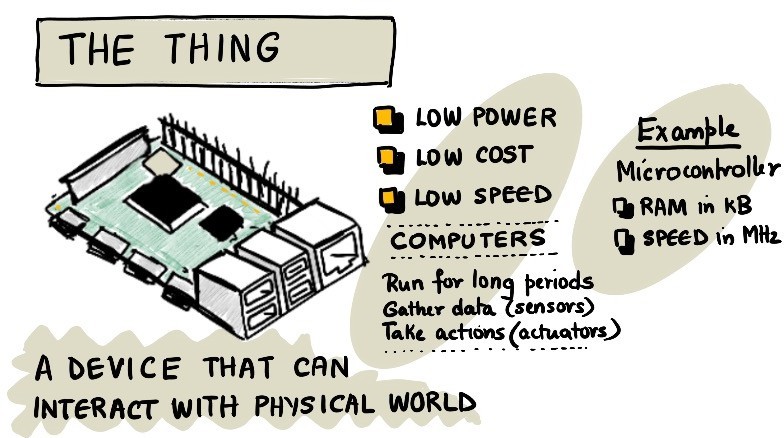 THE THING
LOW POWER
LOW COST
LOW SPEED
COMPUTERS
Run for long periods
Gather data (sensors)
Take actions (actuators)
Example
Microcontroller
RAM in kB
SPEED in MHz
A DEVICE THAT CAN
INTERACT WITH PHYSICAL WORLD